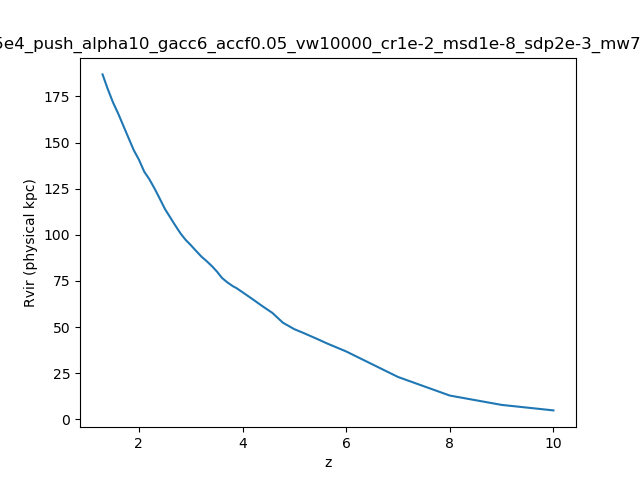 5e4_push_alpha10_gacc6_accf0.05_vw10000_cr1e-2_msd1e-8_sdp2e-3_mw7
Rvir (physical kpc)
175
150
125
100
75
50
25
0
2 4 6 8 10
z